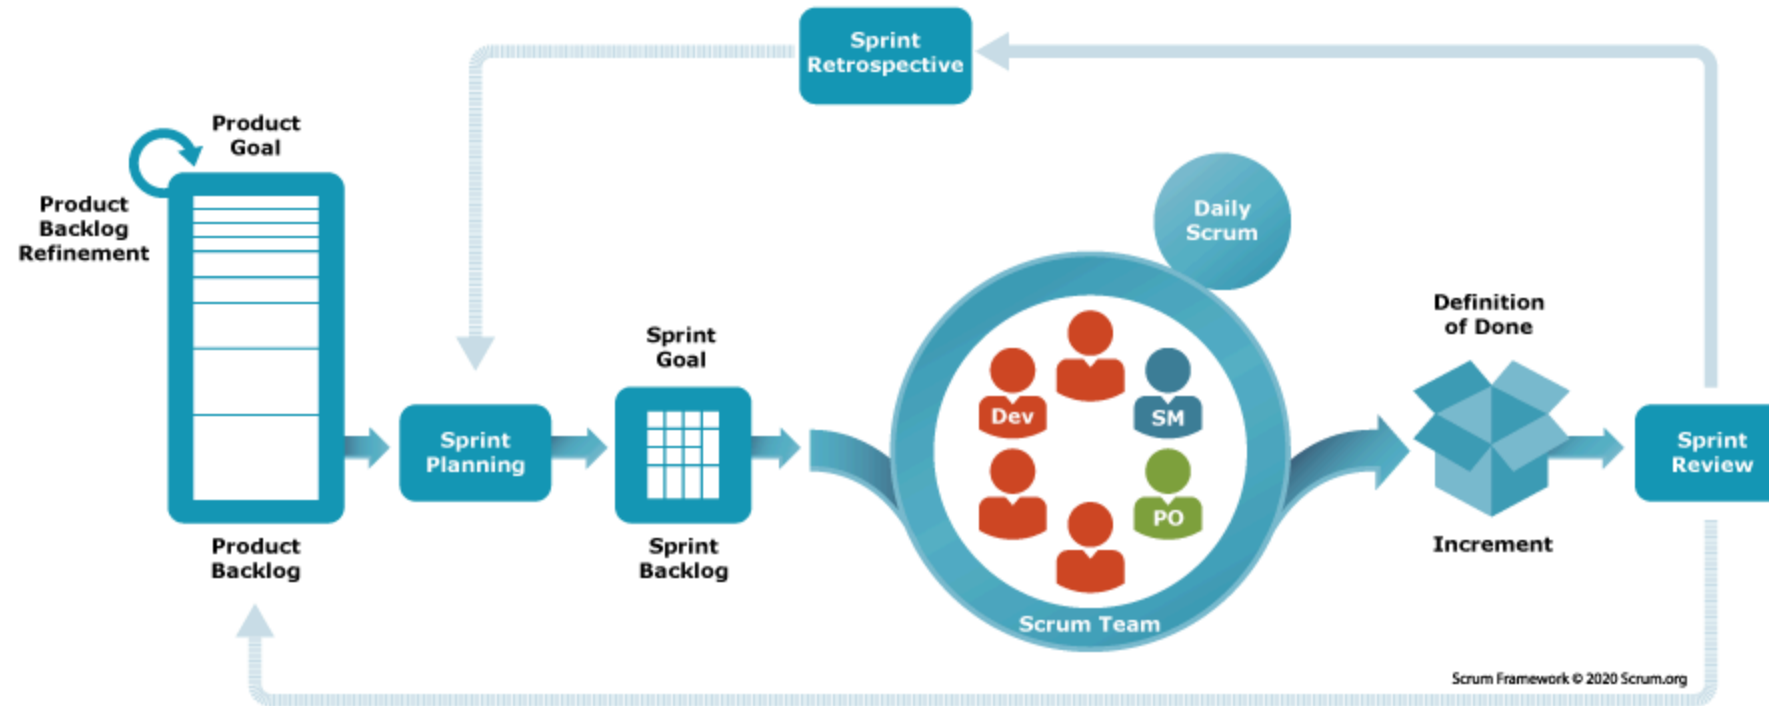 Sprint
Retrospective
Product
Goal
Product
Backlog
Refinement
Daily
Scrum
Definition
of Done
Sprint
Goal
Dev
SM
Sprint
Planning
Sprint
Review
PO
Product
Backlog
Sprint
Backlog
Increment
Scrum Team
Scrum Framework © 2020 Scrum.org